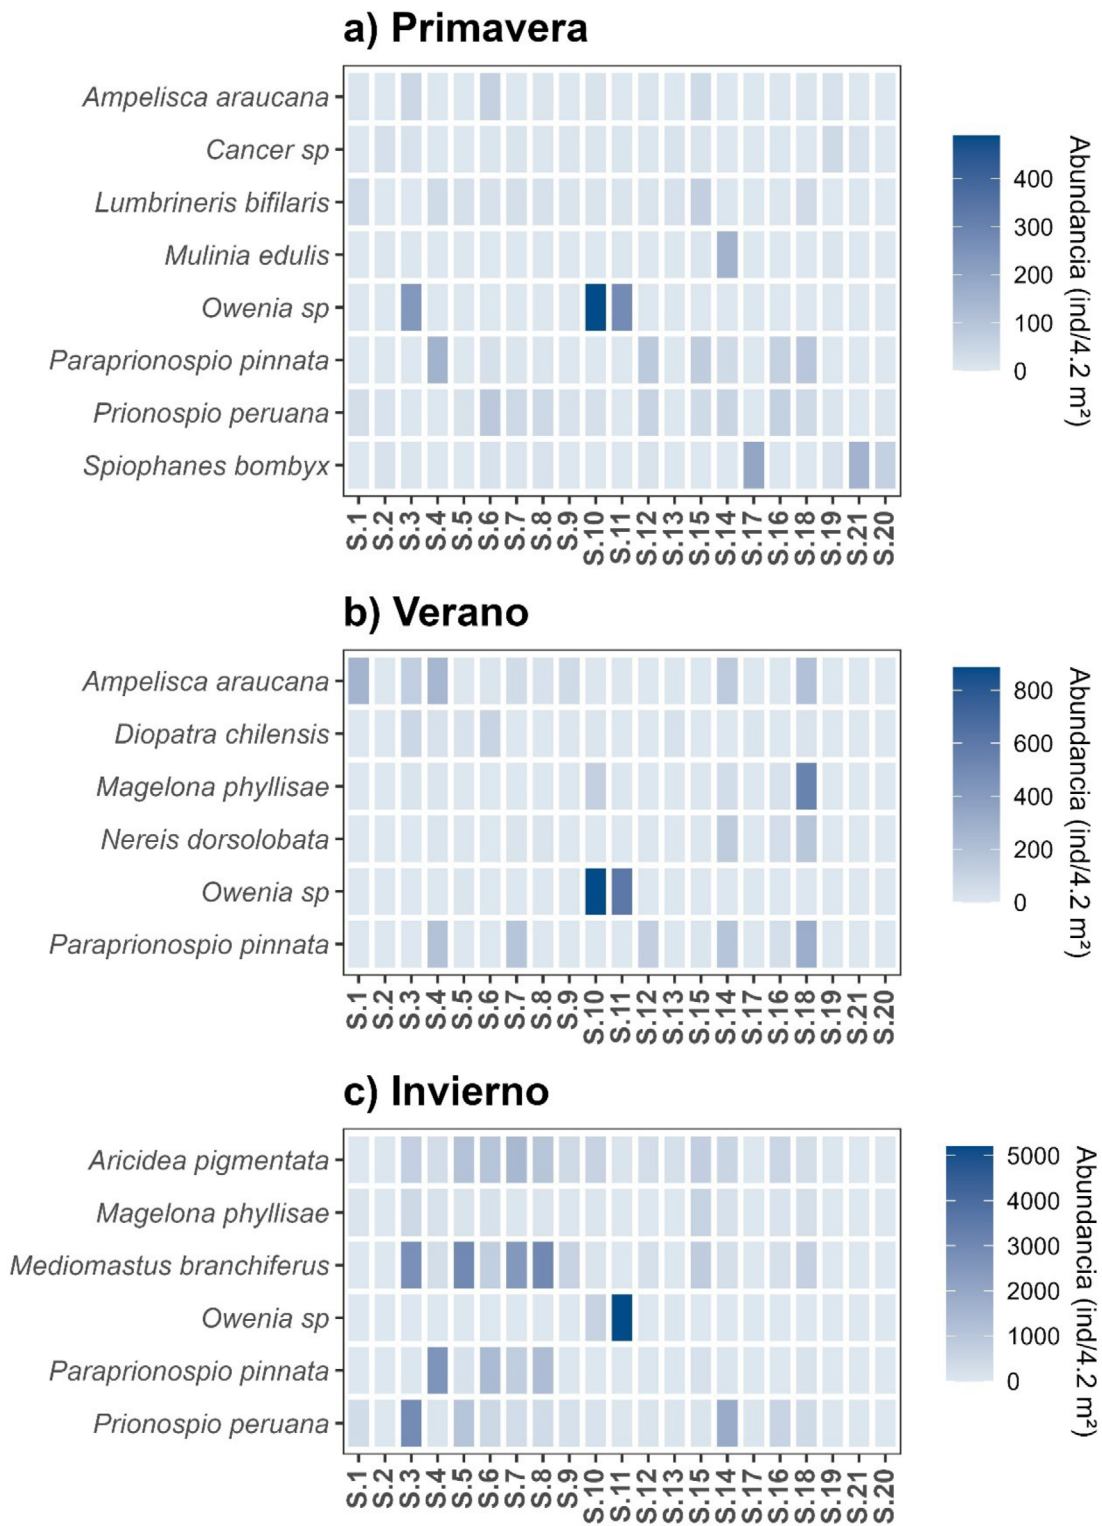 a) Primavera
Ampelisca araucana
Cancer sp
Lumbrineris bifilaris
Mulinia edulis
Owenia sp
Paraprionospio pinnata
Prionospio peruana
Spiophanes bombyx
S.1 S.2 S.3 S.4 S.5 S.6 S.7 S.8 S.9 S.10 S.11 S.12 S.13 S.15 S.14 S.17 S.16 S.18 S.19 S.21 S.20
400
300
200
100
0
Abundancia (ind/4.2 m²)
b) Verano
Ampelisca araucana
Diopatra chilensis
Magelona phyllisae
Nereis dorsolobata
Owenia sp
Paraprionospio pinnata
S.1 S.2 S.3 S.4 S.5 S.6 S.7 S.8 S.9 S.10 S.11 S.12 S.13 S.15 S.14 S.17 S.16 S.18 S.19 S.21 S.20
800
600
400
200
0
Abundancia (ind/4.2 m²)
c) Invierno
Aricidea pigmentata
Magelona phyllisae
Mediomastus branchiferus
Owenia sp
Paraprionospio pinnata
Prionospio peruana
S.1 S.2 S.3 S.4 S.5 S.6 S.7 S.8 S.9 S.10 S.11 S.12 S.13 S.15 S.14 S.17 S.16 S.18 S.19 S.21 S.20
5000
4000
3000
2000
1000
0
Abundancia (ind/4.2 m²)